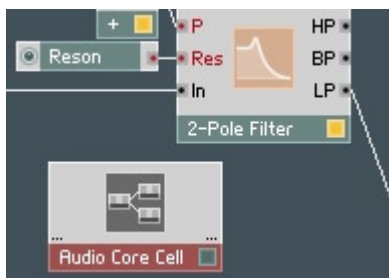 +
P HP
Reson Res BP
In LP
2-Pole Filter
... ...
Audio Core Cell